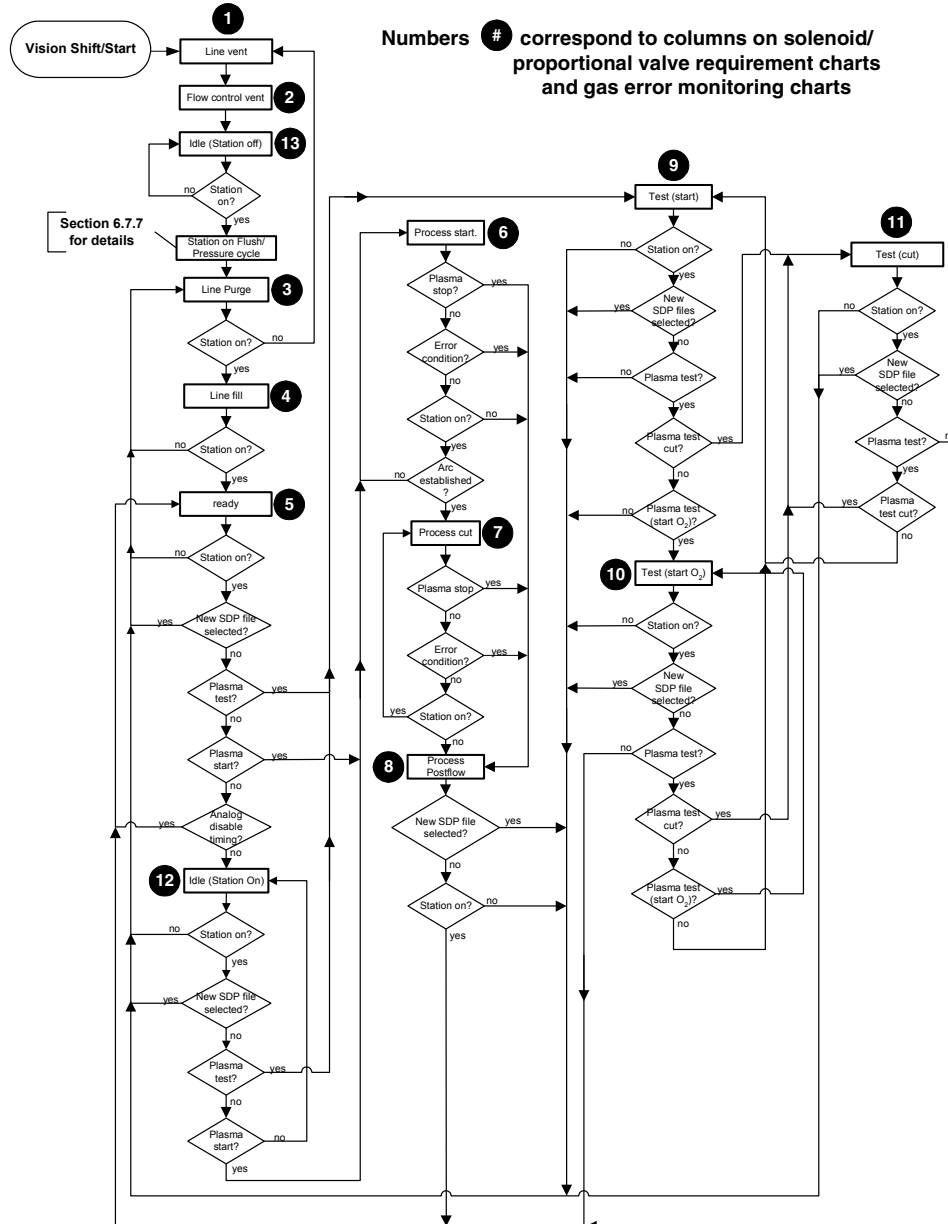 Numbers # correspond to columns on solenoid/
proportional valve requirement charts
and gas error monitoring charts
Vision Shift/Start
1
Line vent
Flow control vent
2
Idle (Station off)
13
no
Station
on?
yes
Section 6.7.7
for details
Station on Flush/
Pressure cycle
Line Purge
3
Station on?
no
yes
Line fill
4
no
Station on?
yes
ready
5
no
Station on?
yes
yes
New SDP file
selected?
no
Plasma
test?
yes
no
Plasma
start?
yes
no
yes
Analog
disable
timing?
no
12
Idle (Station On)
no
Station on?
yes
yes
New SDP file
selected?
no
Plasma
test?
yes
no
Plasma
start?
no
yes
Process start.
6
Plasma
stop?
yes
no
Error
condition?
yes
no
Station on?
no
yes
no
Arc
established
?
yes
Process cut
7
Plasma stop
yes
no
Error
condition?
yes
no
yes
Station on?
no
8
Process
Postflow
New SDP file
selected?
yes
no
Station on?
no
yes
9
Test (start)
no
Station on?
yes
yes
New
SDP files
selected?
no
no
Plasma test?
yes
Plasma test
cut?
yes
no
no
Plasma test
(start O2)?
yes
10
Test (start O2)
no
Station on?
yes
yes
New
SDP file
selected?
no
no
Plasma test?
yes
Plasma test
cut?
yes
no
Plasma test
(start O2)?
yes
no
11
Test (cut)
no
Station on?
yes
yes
New
SDP file
selected?
no
Plasma test?
yes
yes
Plasma
test cut?
no